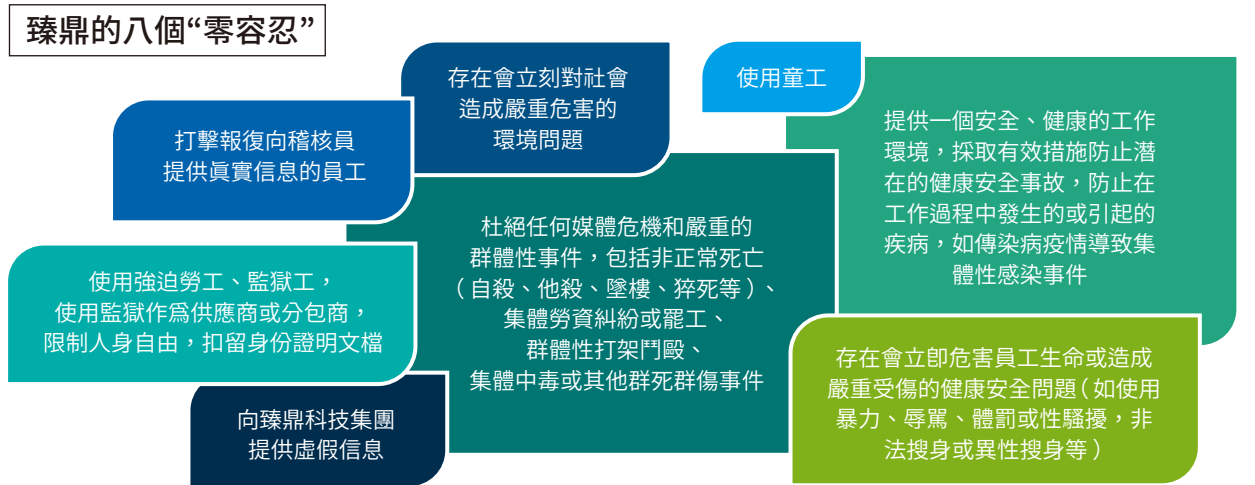 臻鼎的八個“零容忍”
存在會立刻對社會
造成嚴重危害的
環境問題
使用童工
打擊報復向稽核員
提供眞實信息的員工
提供一個安全、健康的工作
環境，採取有效措施防止潛
在的健康安全事故，防止在
工作過程中發生的或引起的
疾病，如傳染病疫情導致集
體性感染事件
杜絕任何媒體危機和嚴重的
群體性事件，包括非正常死亡
（自殺、他殺、墜樓、猝死等）、
集體勞資糾紛或罷工、
群體性打架鬥毆、
集體中毒或其他群死群傷事件
使用強迫勞工、監獄工，
使用監獄作爲供應商或分包商，
限制人身自由，扣留身份證明文檔
存在會立卽危害員工生命或造成
嚴重受傷的健康安全問題（如使用
暴力、辱駡、體罰或性騷擾，非
法搜身或異性搜身等）
向臻鼎科技集團
提供虛假信息